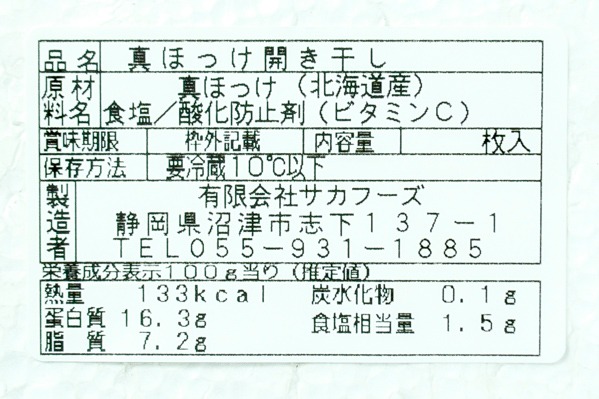 品名 真ほっけ開き干し
原材 真ほっけ（北海道産）
料名 食塩／酸化防止剤（ビタミンC）
賞味期限 枠外記載 内容量 枚入
保存方法 要冷蔵10℃以下
製 有限会社サカフーズ
造 静岡県沼津市志下137-1
者 TEL055-931-1885
栄養成分表示100g当り（推定値）
熱量 133kcal 炭水化物 0.1g
蛋白質 16.3g 食塩相当量 1.5g
脂質 7.2g